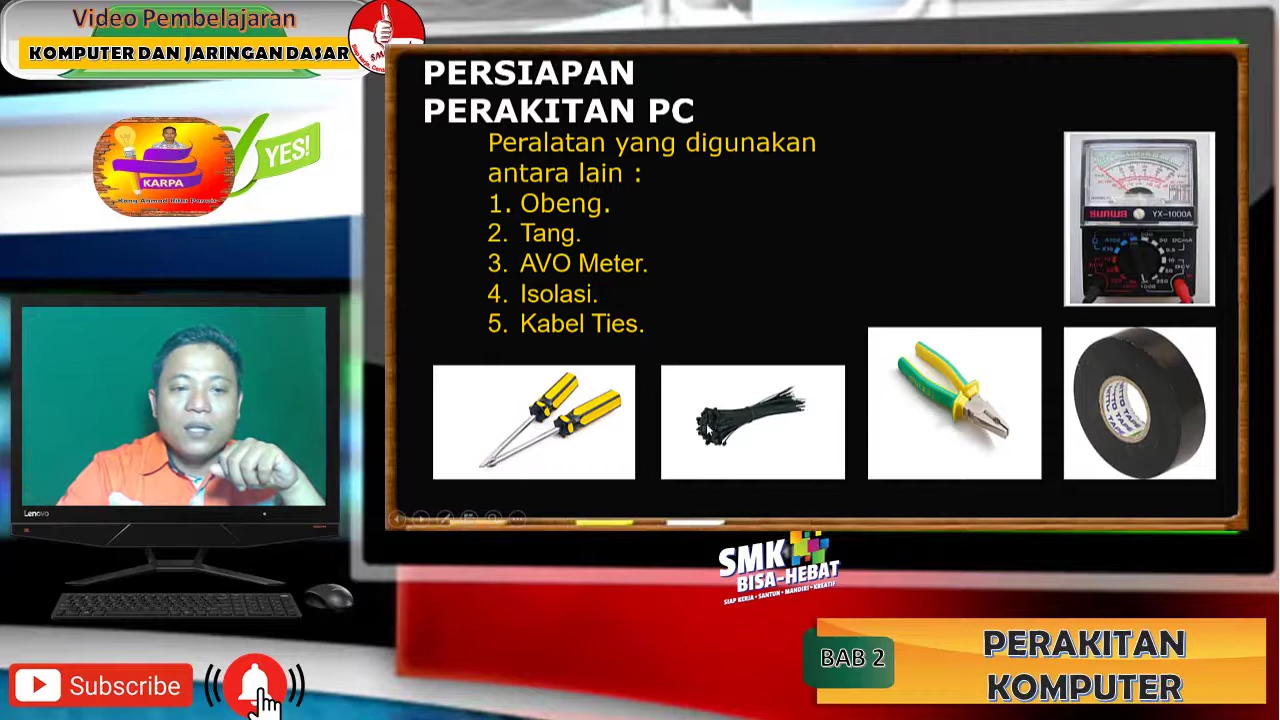 Video Pembelajaran
KOMPUTER DAN JARINGAN DASAR
YES!
KARPA
PERSIAPAN
PERAKITAN PC
Peralatan yang digunakan
antara lain :
1. Obeng.
2. Tang.
3. AVO Meter.
4. Isolasi.
5. Kabel Ties.
sunwa YX-1000A
Lenovo
SMK
BISA-HEBAT
SIAP KERJA • SANTUN • MANDIRI • KREATIF
BAB 2
PERAKITAN
KOMPUTER
Subscribe